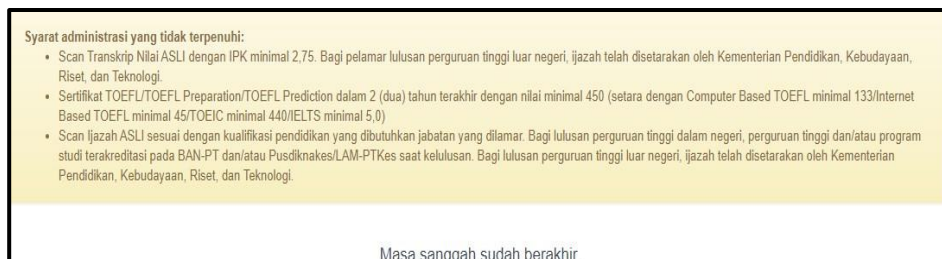 Syarat administrasi yang tidak terpenuhi:
• Scan Transkrip Nilai ASLI dengan IPK minimal 2,75. Bagi pelamar lulusan perguruan tinggi luar negeri, ijazah telah disetarakan oleh Kementerian Pendidikan, Kebudayaan,
Riset, dan Teknologi.
• Sertifikat TOEFL/TOEFL Preparation/TOEFL Prediction dalam 2 (dua) tahun terakhir dengan nilai minimal 450 (setara dengan Computer Based TOEFL minimal 133/Internet
Based TOEFL minimal 45/TOEIC minimal 440/IELTS minimal 5,0)
• Scan Ijazah ASLI sesuai dengan kualifikasi pendidikan yang dibutuhkan jabatan yang dilamar. Bagi lulusan perguruan tinggi dalam negeri, perguruan tinggi dan/atau program
studi terakreditasi pada BAN-PT dan/atau Pusdiknakes/LAM-PTKes saat kelulusan. Bagi lulusan perguruan tinggi luar negeri, ijazah telah disetarakan oleh Kementerian
Pendidikan, Kebudayaan, Riset, dan Teknologi.
Masa sanggah sudah berakhir